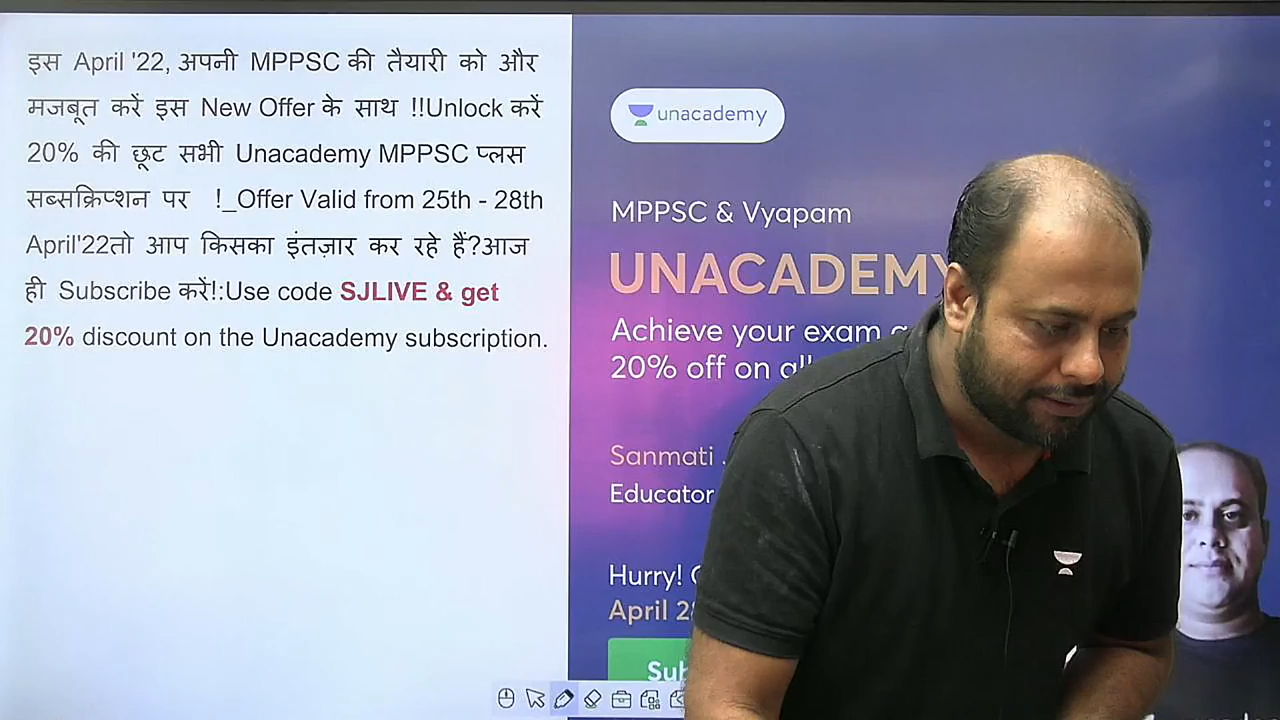 इस April '22, अपनी MPPSC की तैयारी को और
मजबूत करें इस New Offer के साथ !!Unlock करें
20% की छूट सभी Unacademy MPPSC प्लस
सब्सक्रिप्शन पर !_Offer Valid from 25th - 28th
April'22तो आप किसका इंतज़ार कर रहे हैं?आज
ही Subscribe करें!:Use code SJLIVE & get
20% discount on the Unacademy subscription.
unacademy
MPPSC & Vyapam
UNACADEMY
Achieve your exam
20% off on all
Sanmati
Educator
Hurry!
April